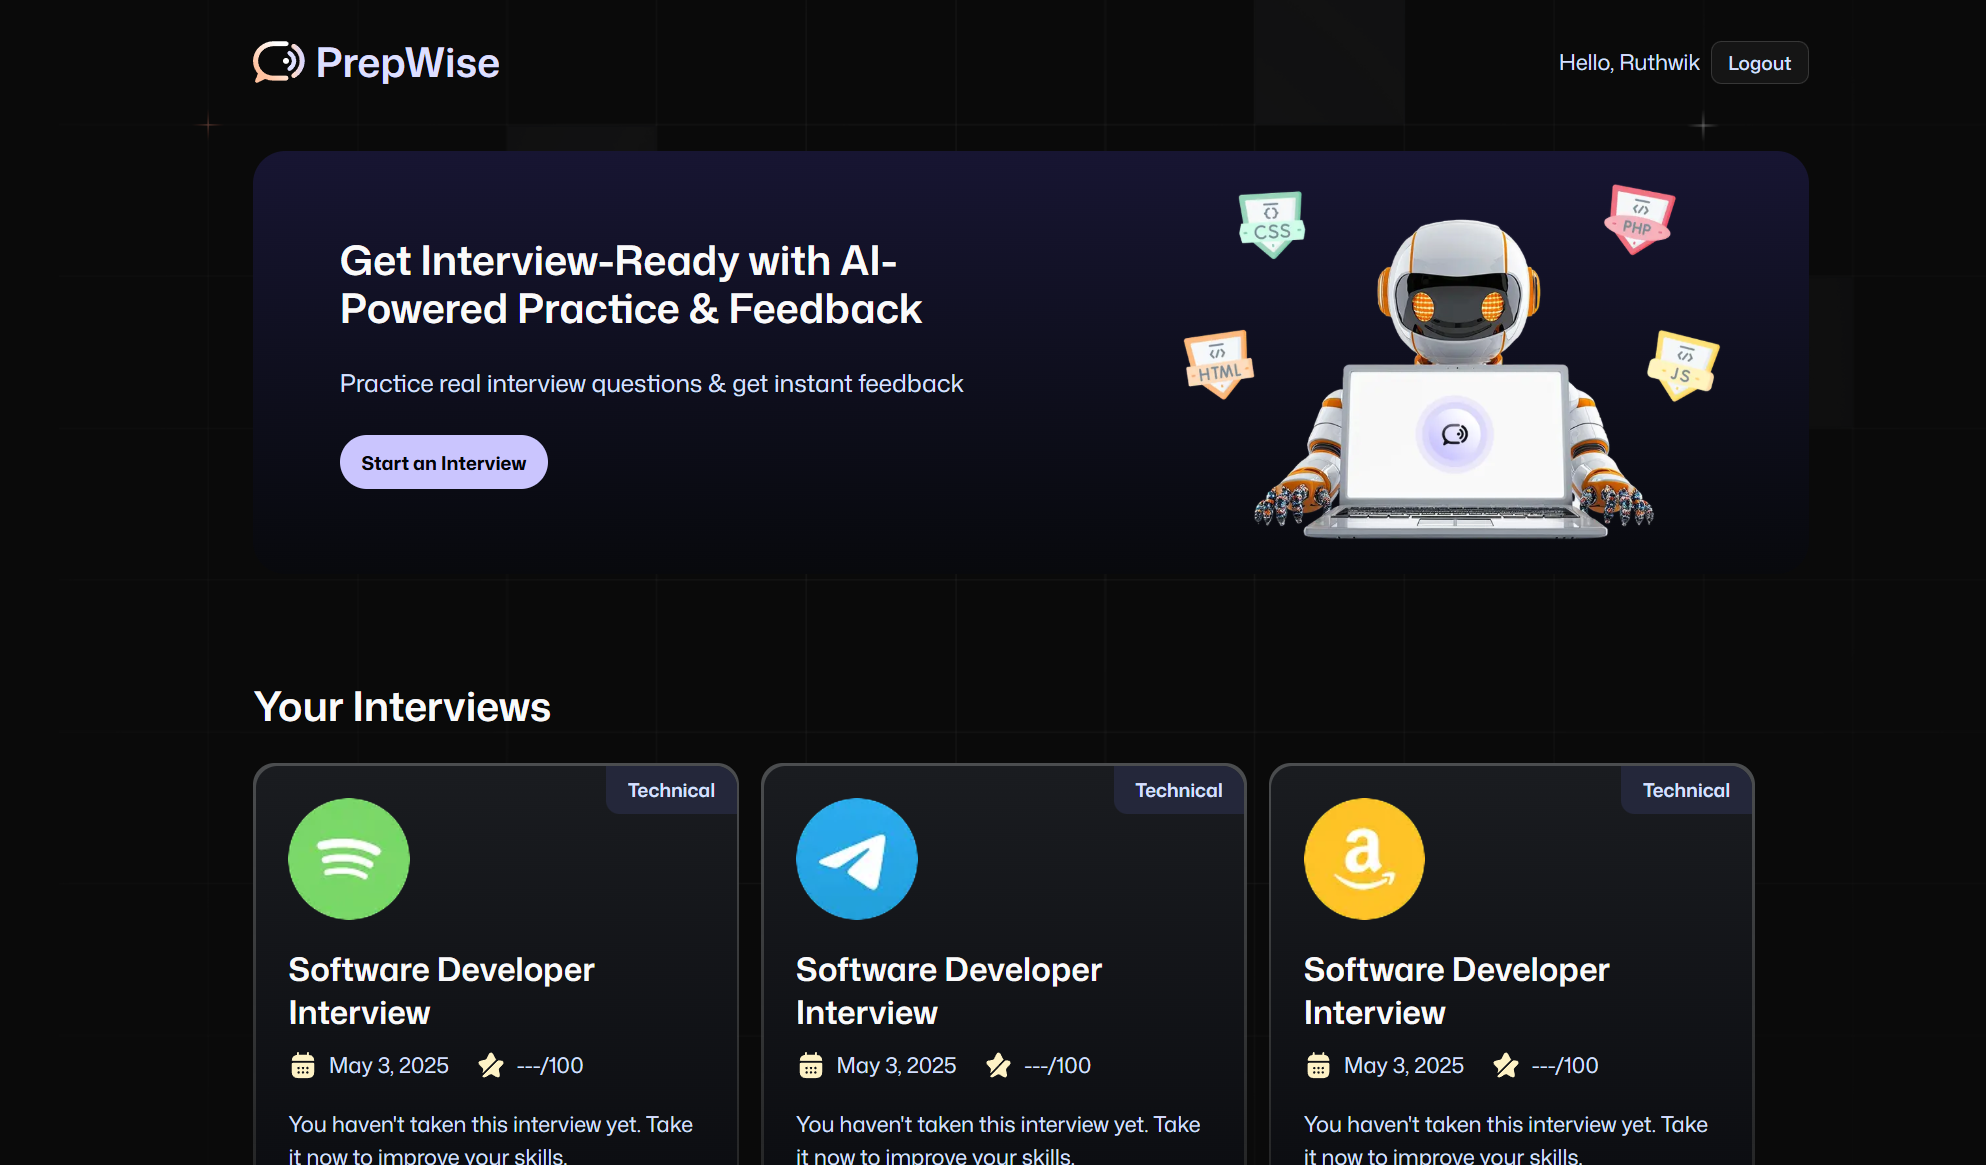 PrepWise
Hello, Ruthwik
Logout
Get Interview-Ready with AI-
Powered Practice & Feedback
Practice real interview questions & get instant feedback
Start an Interview
CSS
PHP
HTML
JS
Your Interviews
Technical
Software Developer
Interview
May 3, 2025
---/100
You haven't taken this interview yet. Take
it now to improve your skills.
Technical
Software Developer
Interview
May 3, 2025
---/100
You haven't taken this interview yet. Take
it now to improve your skills.
Technical
a
Software Developer
Interview
May 3, 2025
---/100
You haven't taken this interview yet. Take
it now to improve your skills.